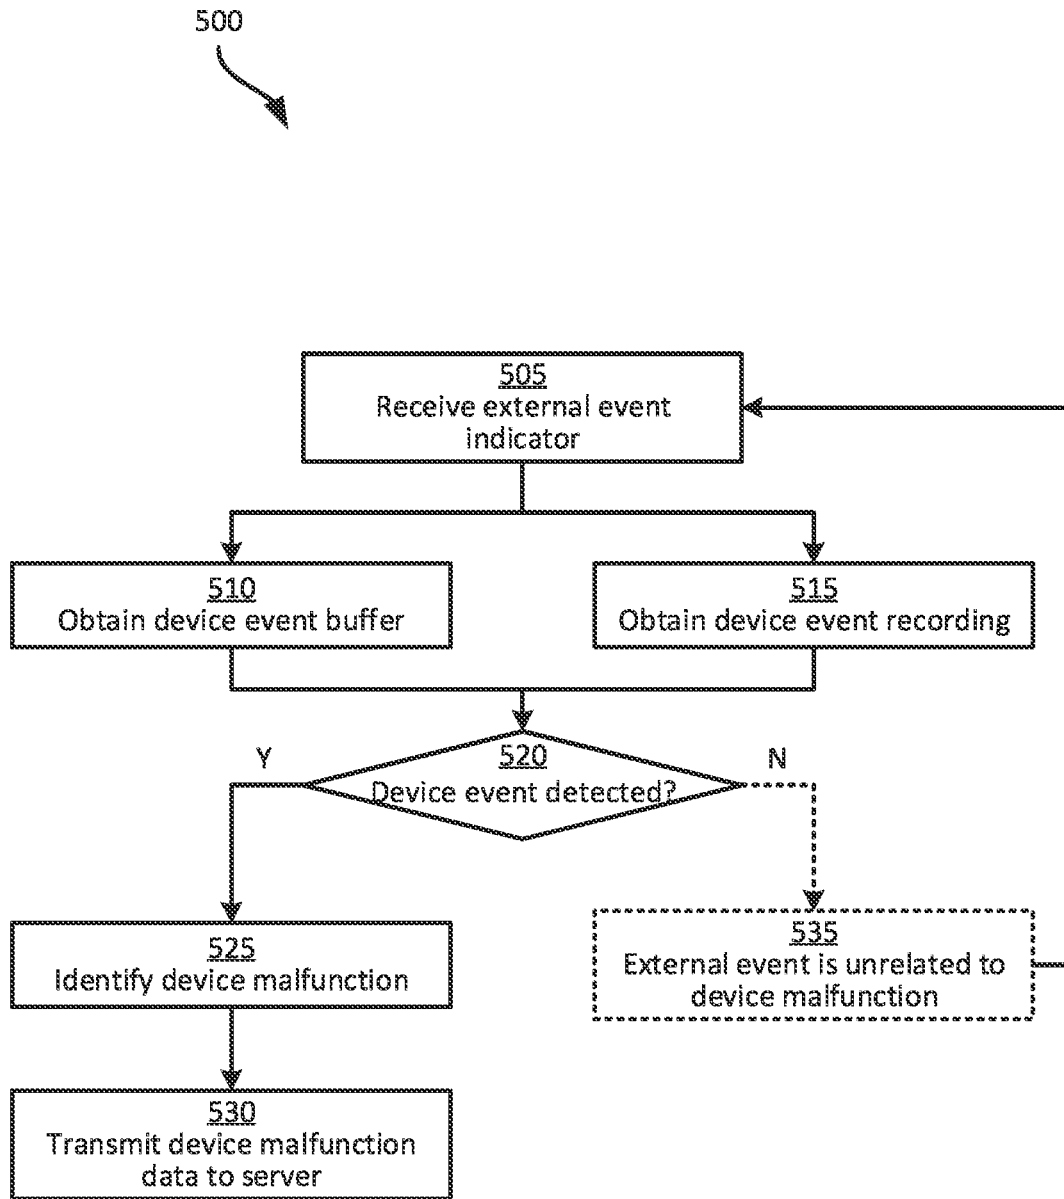 500
505
Receive external event
indicator
510
Obtain device event buffer
515
Obtain device event recording
Y
520
N
Device event detected?
525
Identify device malfunction
535
External event is unrelated to
device malfunction
530
Transmit device malfunction
data to server